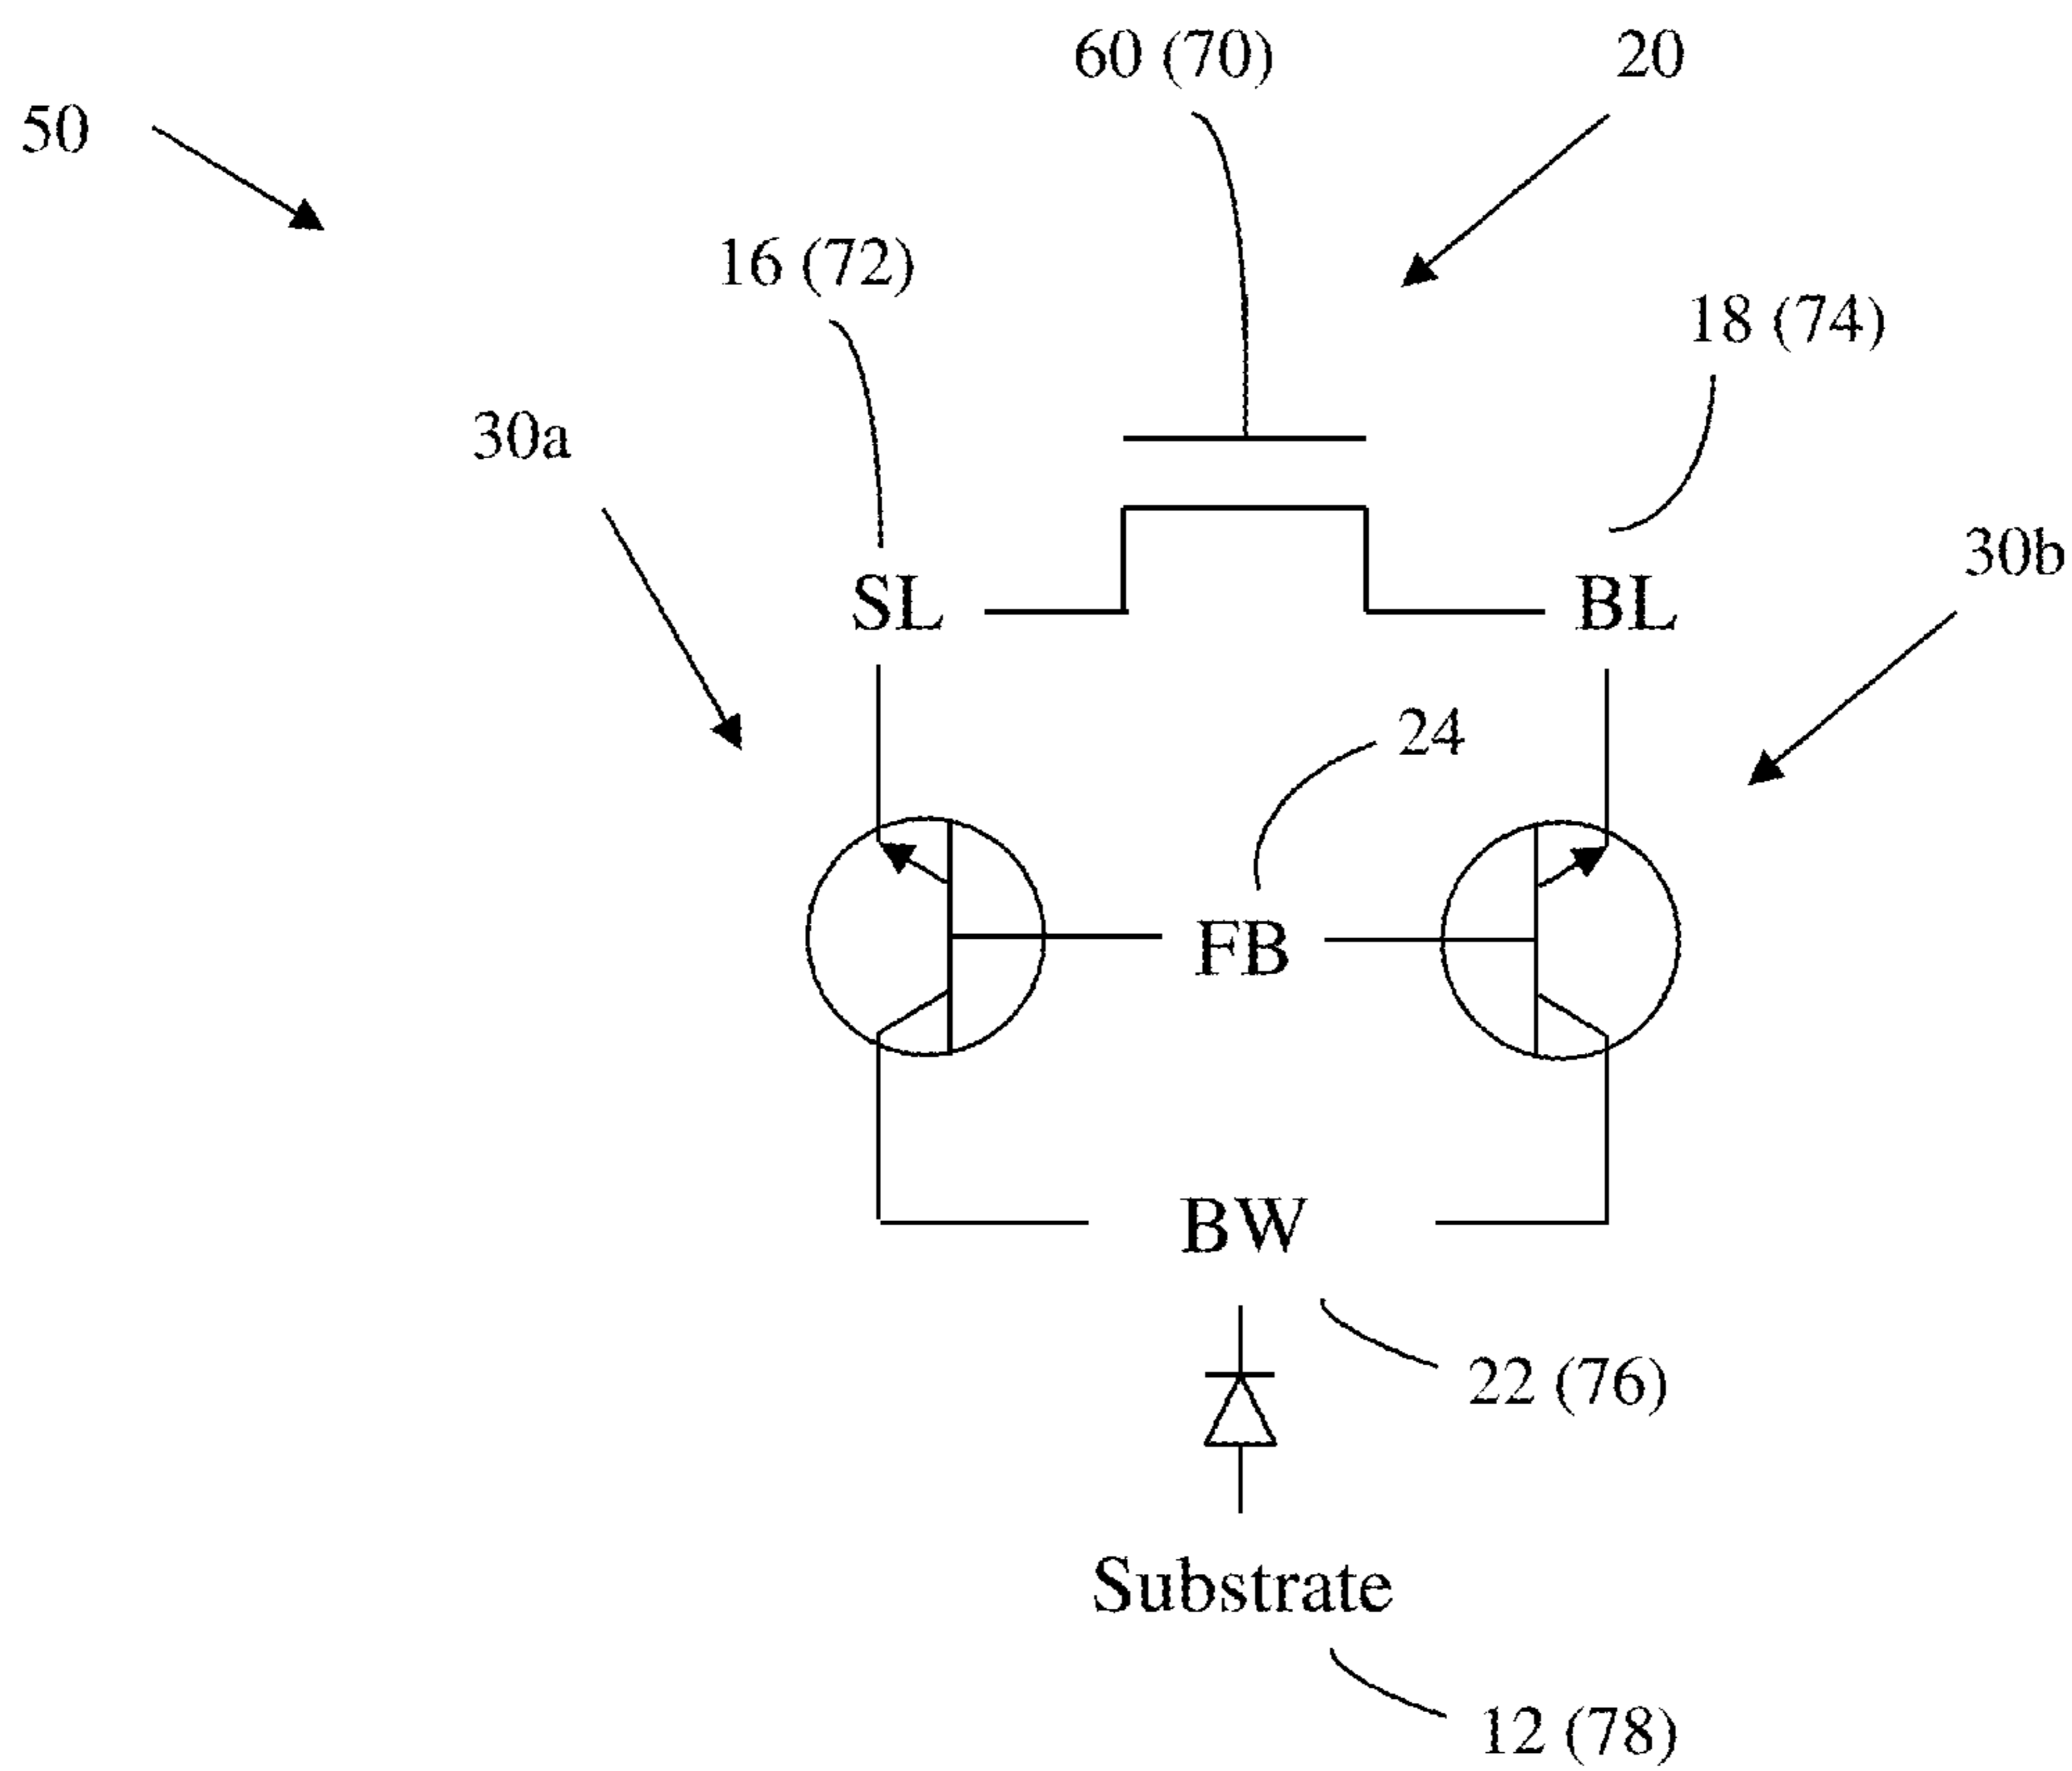 60 (70)
20
50
16 (72)
18 (74)
30a
30b
SL
BL
24
FB
BW
22 (76)
Substrate
12 (78)